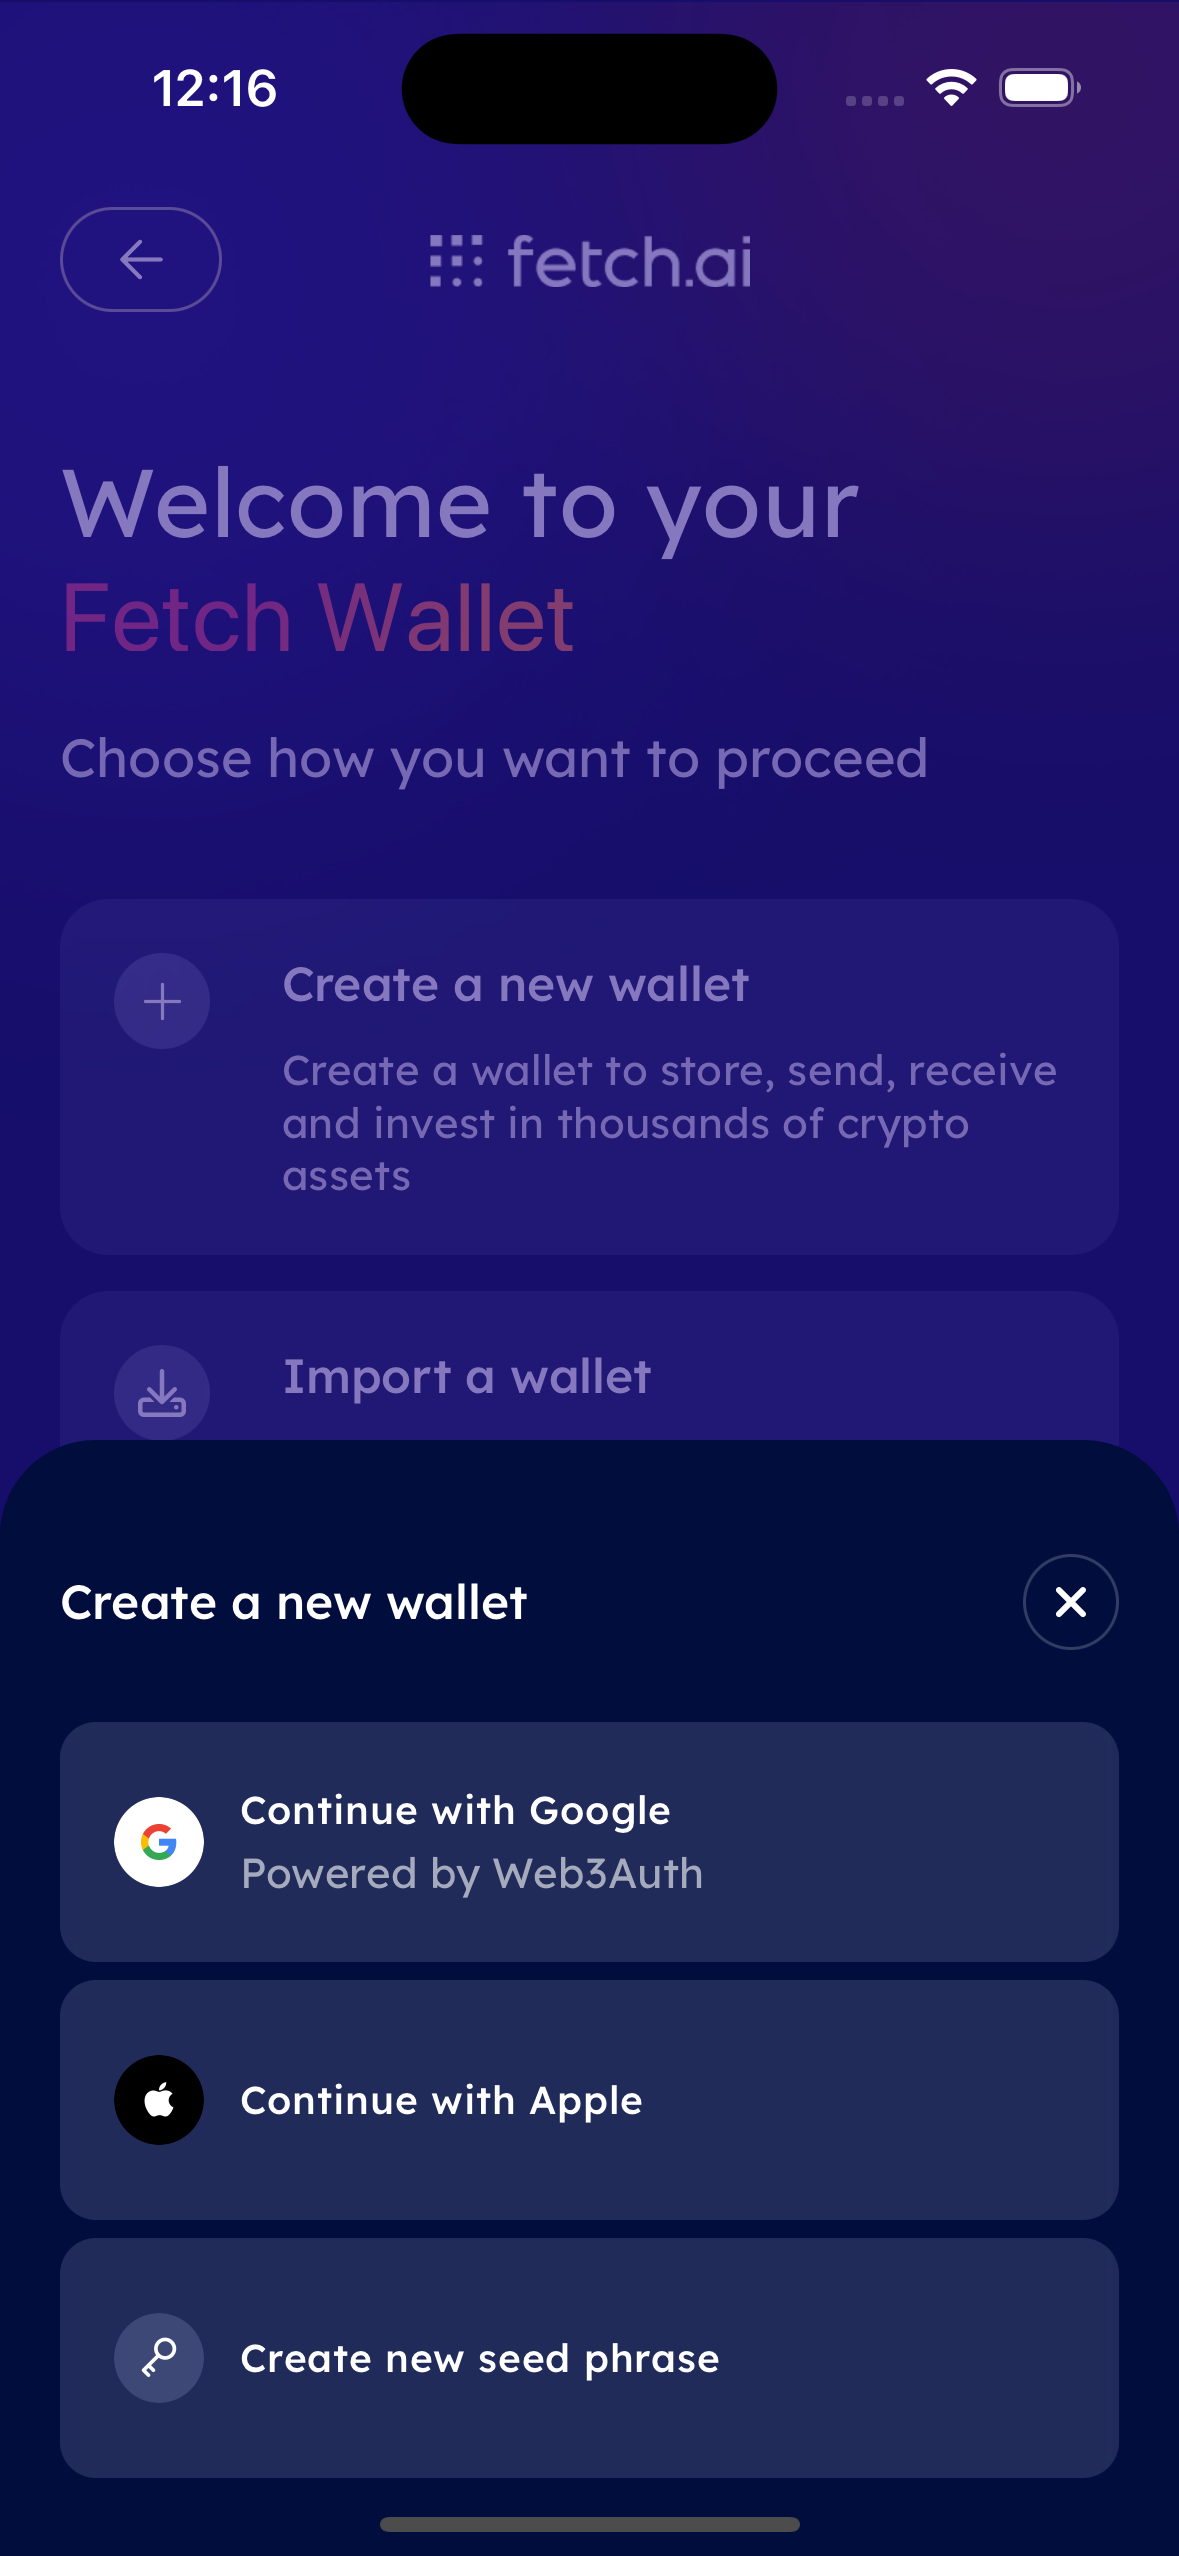 12:16
fetch.ai
Welcome to your
Fetch Wallet
Choose how you want to proceed
Create a new wallet
Create a wallet to store, send, receive
and invest in thousands of crypto
assets
Import a wallet
Create a new wallet
Continue with Google
Powered by Web3Auth
Continue with Apple
Create new seed phrase